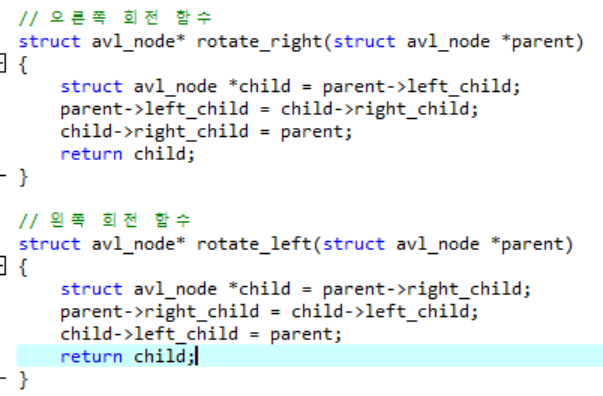 // 오른쪽 회전 함수
struct avl_node* rotate_right(struct avl_node *parent)
{
    struct avl_node *child = parent->left_child;
    parent->left_child = child->right_child;
    child->right_child = parent;
    return child;
}
// 왼쪽 회전 함수
struct avl_node* rotate_left(struct avl_node *parent)
{
    struct avl_node *child = parent->right_child;
    parent->right_child = child->left_child;
    child->left_child = parent;
    return child;
}